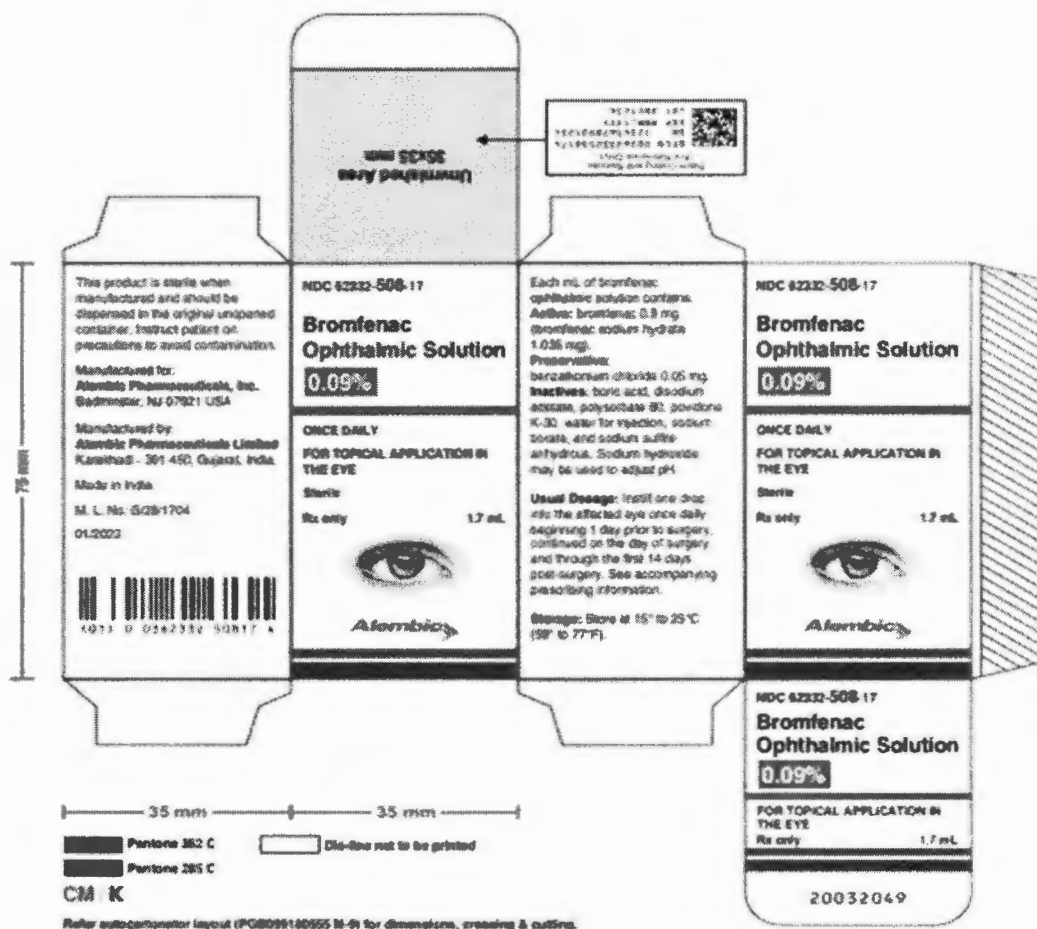 Unvarnished Area
35x35 mm
75 mm
This product is sterile when
manufactured and should be
dispensed in the original unopened
container. Instruct patient on
precautions to avoid contamination.
Manufactured for:
Alembic Pharmaceuticals, Inc.
Bedminster, NJ 07921 USA
Manufactured by:
Alembic Pharmaceuticals Limited
Karakhadi - 391 450, Gujarat, India.
Made in India
M. L. No. G/28/1704
01/2023
NDC 62332-508-17
Bromfenac
Ophthalmic Solution
0.09%
ONCE DAILY
FOR TOPICAL APPLICATION IN
THE EYE
Sterile
Rx only 1.7 mL
Alembic
Each mL of bromfenac
ophthalmic solution contains:
Active: bromfenac 0.9 mg
(bromfenac sodium hydrate
1.035 mg).
Preservative:
benzalkonium chloride 0.05 mg.
Inactives: boric acid, disodium
edetate, polysorbate 80, povidone
K-30, water for injection, sodium
borate, and sodium sulfite
anhydrous. Sodium hydroxide
may be used to adjust pH.
Usual Dosage: Instill one drop
into the affected eye once daily
beginning 1 day prior to surgery,
continued on the day of surgery
and through the first 14 days
post-surgery. See accompanying
prescribing information.
Storage: Store at 15° to 25°C
(59° to 77°F).
NDC 62332-508-17
Bromfenac
Ophthalmic Solution
0.09%
ONCE DAILY
FOR TOPICAL APPLICATION IN
THE EYE
Sterile
Rx only 1.7 mL
Alembic
NDC 62332-508-17
Bromfenac
Ophthalmic Solution
0.09%
FOR TOPICAL APPLICATION IN
THE EYE
Rx only 1.7 mL
20032049
35 mm 35 mm
Pantone 362 C Die-line not to be printed
Pantone 285 C
CM K
for dimensions, creasing & cutting.